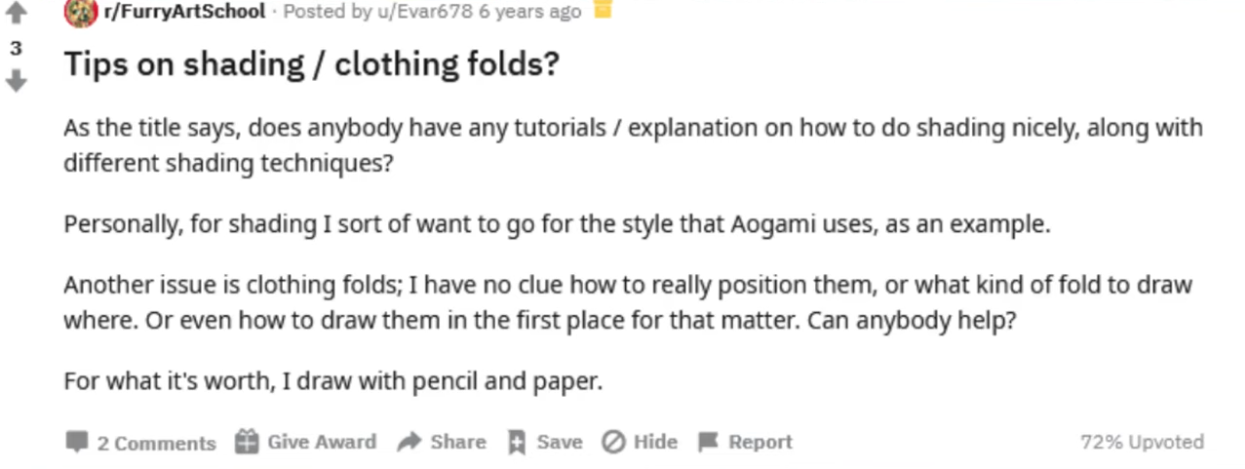 r/FurryArtSchool · Posted by u/Evar678 6 years ago
3
Tips on shading / clothing folds?
As the title says, does anybody have any tutorials / explanation on how to do shading nicely, along with
different shading techniques?
Personally, for shading I sort of want to go for the style that Aogami uses, as an example.
Another issue is clothing folds; I have no clue how to really position them, or what kind of fold to draw
where. Or even how to draw them in the first place for that matter. Can anybody help?
For what it's worth, I draw with pencil and paper.
2 Comments Give Award Share Save Hide Report 72% Upvoted